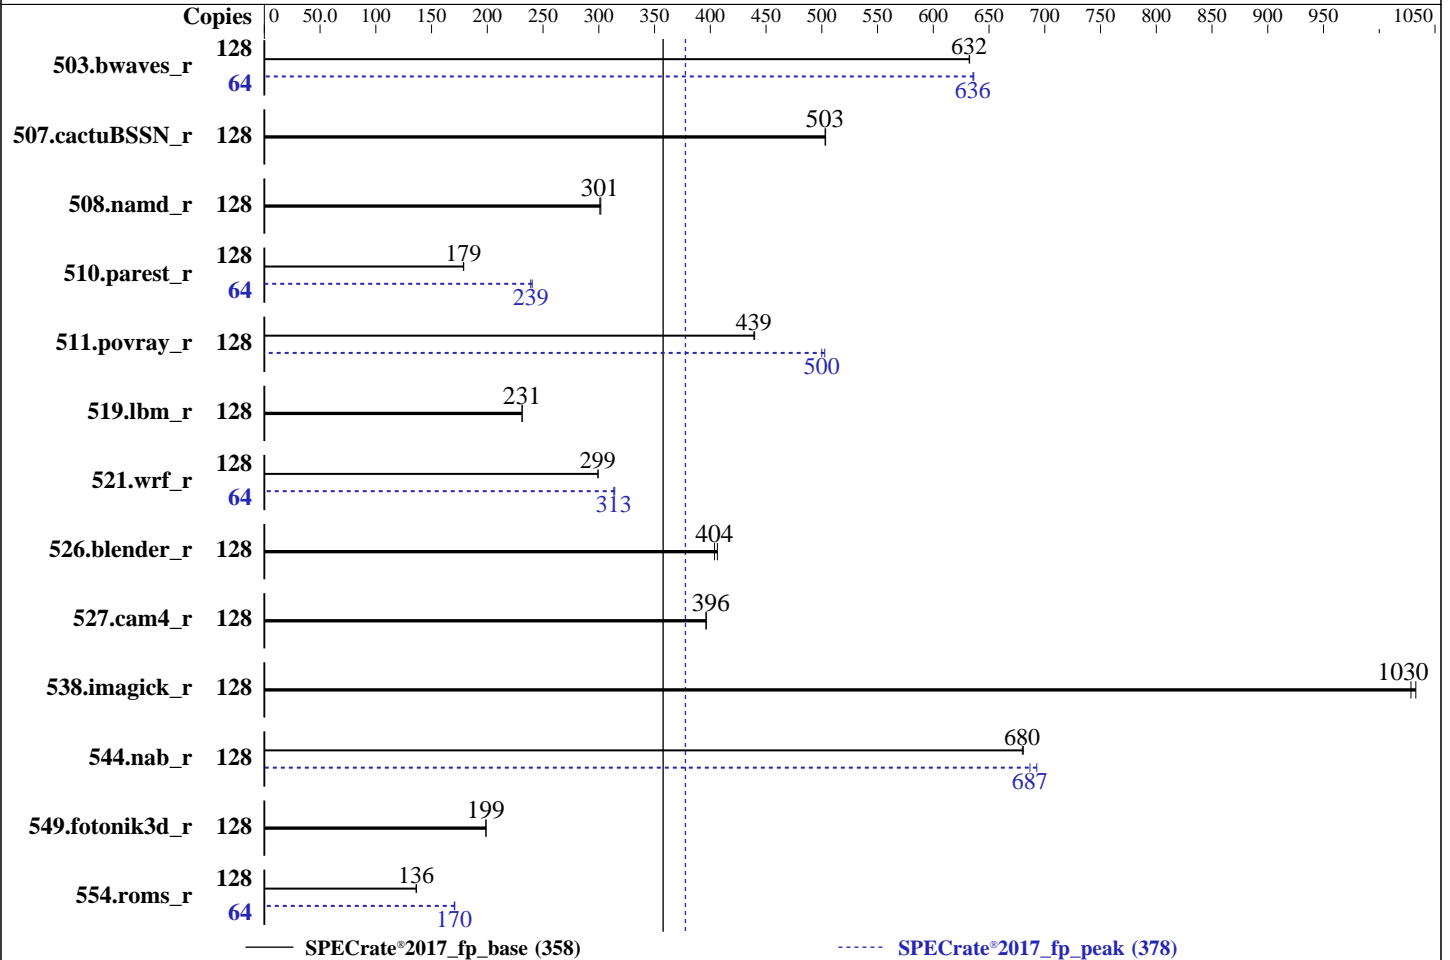 Copies 0 50.0 100 150 200 250 300 350 400 450 500 550 600 650 700 750 800 850 900 950 1050
503.bwaves_r 128 632
64 636
507.cactuBSSN_r 128 503
508.namd_r 128 301
510.parest_r 128 179
64 239
511.povray_r 128 439
500
519.lbm_r 128 231
521.wrf_r 128 299
64 313
526.blender_r 128 404
527.cam4_r 128 396
538.imagick_r 128 1030
544.nab_r 128 680
687
549.fotonik3d_r 128 199
554.roms_r 128 136
64 170
SPECrate®2017_fp_base (358) SPECrate®2017_fp_peak (378)